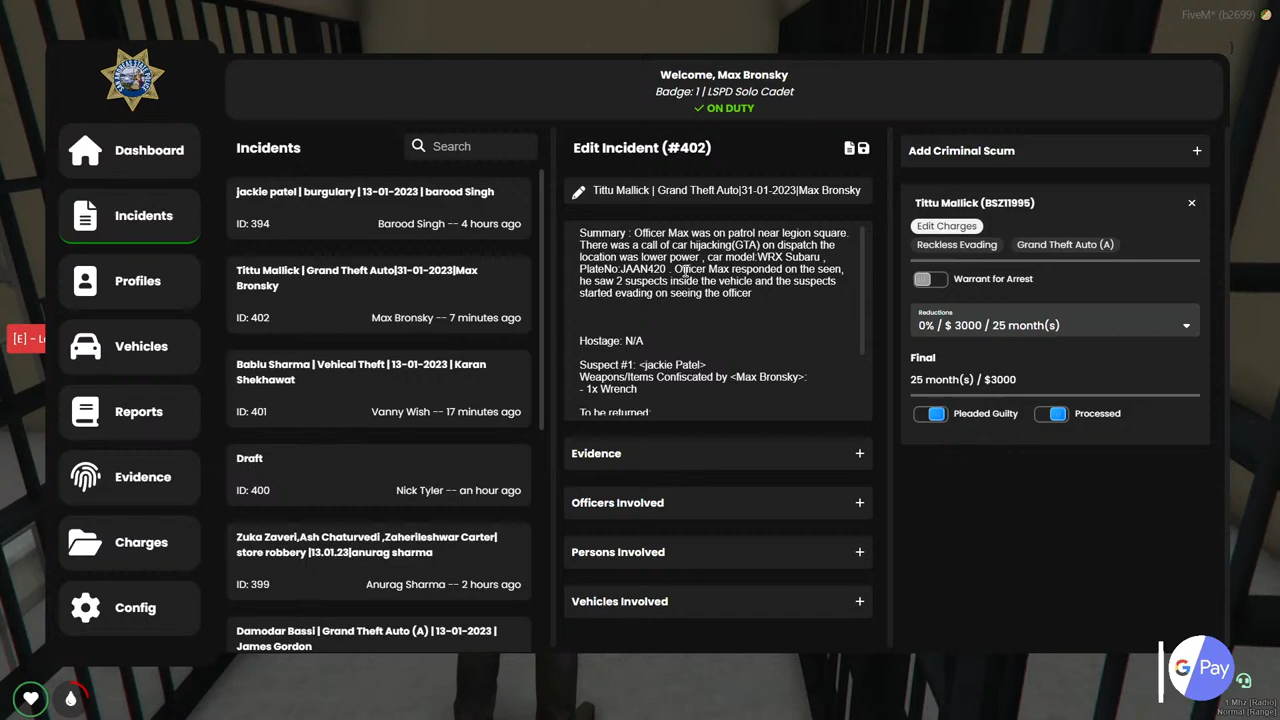 FiveM* (b2699)
Welcome, Max Bronsky
Badge: 1 | LSPD Solo Cadet
ON DUTY
Dashboard
Incidents
Profiles
Vehicles
Reports
Evidence
Charges
Config
Incidents
Search
jackie patel | burgulary | 13-01-2023 | barood Singh
ID: 394
Barood Singh -- 4 hours ago
Tittu Mallick | Grand Theft Auto|31-01-2023|Max
Bronsky
ID: 402
Max Bronsky -- 7 minutes ago
Bablu Sharma | Vehical Theft | 13-01-2023 | Karan
Shekhawat
ID: 401
Vanny Wish -- 17 minutes ago
Draft
ID: 400
Nick Tyler -- an hour ago
Zuka Zaveri,Ash Chaturvedi ,Zaherileshwar Carter|
store robbery |13.01.23|anurag sharma
ID: 399
Anurag Sharma -- 2 hours ago
Damodar Bassi | Grand Theft Auto (A) | 13-01-2023 |
James Gordon
Edit Incident (#402)
Tittu Mallick | Grand Theft Auto|31-01-2023|Max Bronsky
Summary : Officer Max was on patrol near legion square.
There was a call of car hijacking(GTA) on dispatch the
location was lower power , car model:WRX Subaru ,
PlateNo:JAAN420 . Officer Max responded on the seen,
he saw 2 suspects inside the vehicle and the suspects
started evading on seeing the officer
Hostage: N/A
Suspect #1: <jackie Patel>
Weapons/Items Confiscated by <Max Bronsky>:
- 1x Wrench
To be returned:
Evidence
Officers Involved
Persons Involved
Vehicles Involved
Add Criminal Scum
Tittu Mallick (BSZ11995)
Edit Charges
Reckless Evading
Grand Theft Auto (A)
Warrant for Arrest
Reductions
0% / $ 3000 / 25 month(s)
Final
25 month(s) / $3000
Pleaded Guilty
Processed
[E] - L
G Pay
1 Mhz [Radio]
Normal [Range]